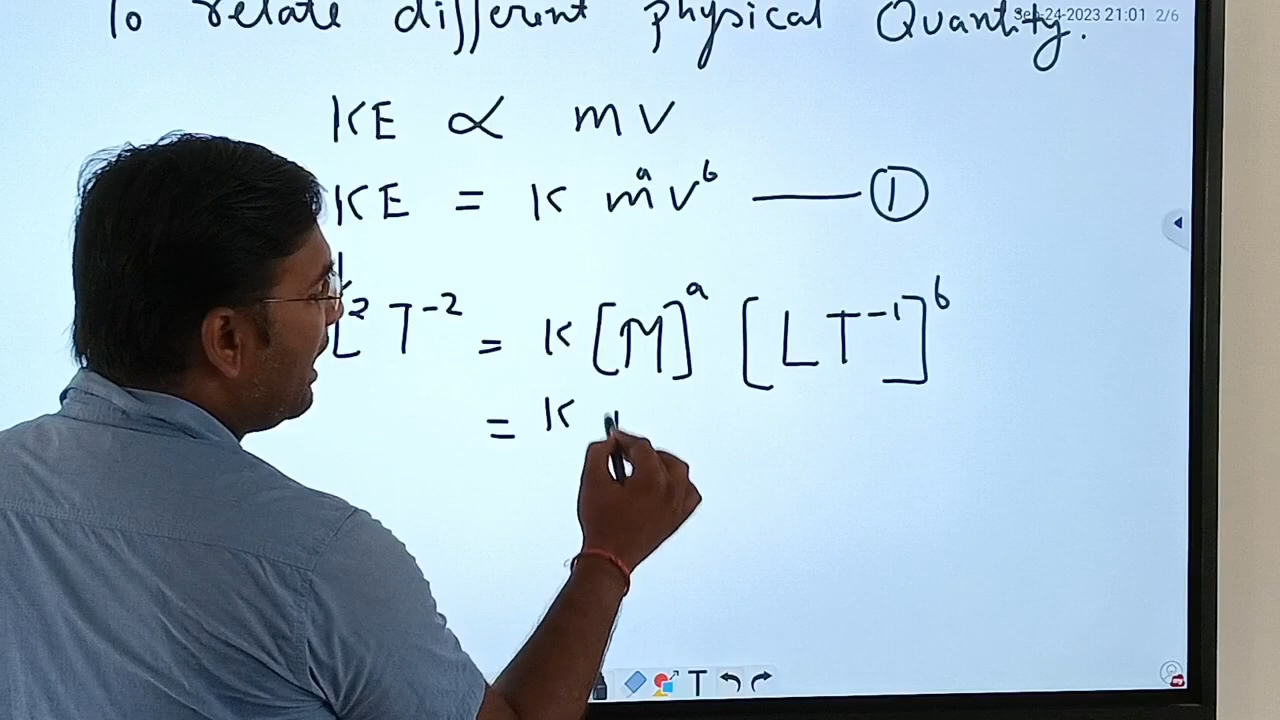 To relate different physical Quantity.
Sep-24-2023 21:01 2/6
KE ∝ mv
KE = K m^a v^b —— ①
L² T⁻² = K [M]^a [LT⁻¹]^b
= K
T